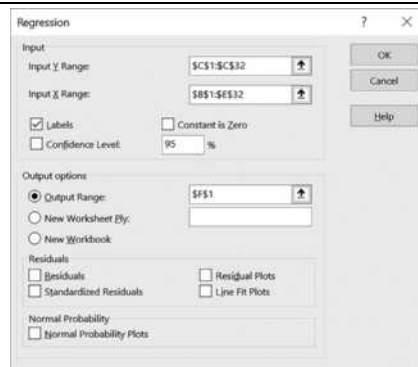 Regression ? ×
Input
Input Y Range: $C$1:$C$32
Input X Range: $B$1:$E$32
Labels Constant is Zero
Confidence Level: 95 %
OK
Cancel
Help
Output options
Output Range: $F$1
New Worksheet Ply:
New Workbook
Residuals
Residuals Residual Plots
Standardized Residuals Line Fit Plots
Normal Probability
Normal Probability Plots